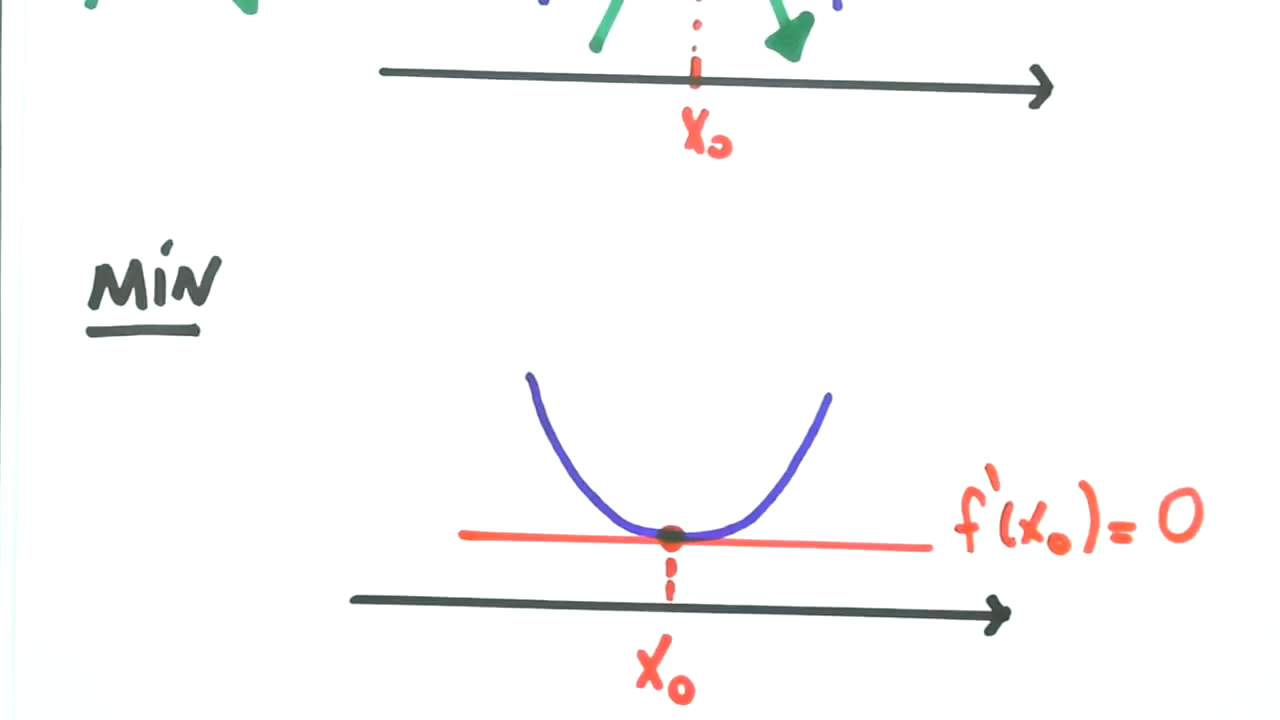 x₀
MiN
f'(x₀) = 0
x₀